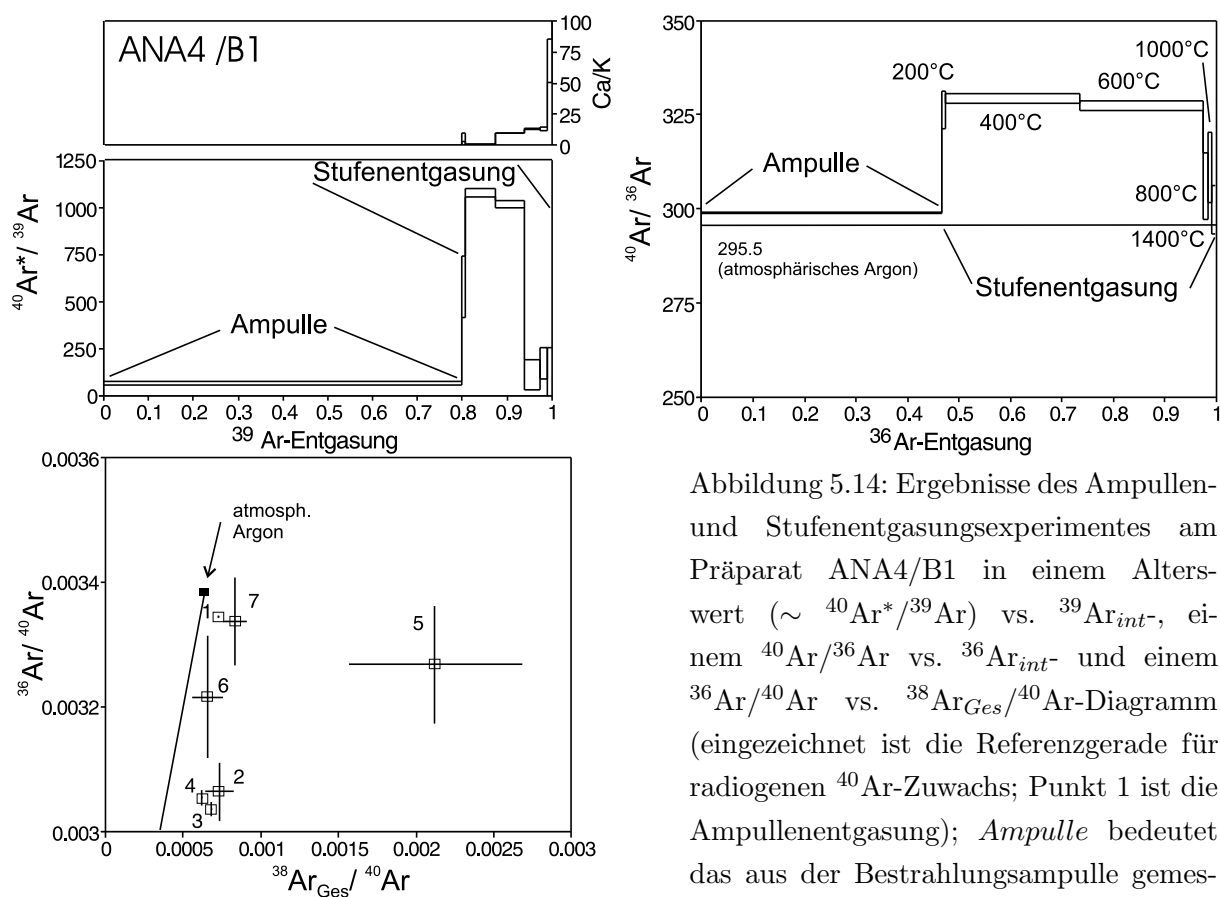 ANA4 /B1
100
75
50
25
0
Ca/K
1250
1000
750
500
250
0
⁴⁰Ar*/ ³⁹Ar
Stufenentgasung
Ampulle
0 0.1 0.2 0.3 0.4 0.5 0.6 0.7 0.8 0.9 1
³⁹ Ar-Entgasung
350
325
300
275
250
⁴⁰Ar/ ³⁶Ar
1000°C
200°C
600°C
400°C
Ampulle
800°C
1400°C
295.5
(atmosphärisches Argon)
Stufenentgasung
0 0.1 0.2 0.3 0.4 0.5 0.6 0.7 0.8 0.9 1
³⁶Ar-Entgasung
0.0036
0.0034
0.0032
0.003
³⁶Ar/ ⁴⁰Ar
atmosph.
Argon
1
7
5
6
4
2
3
0 0.0005 0.001 0.0015 0.002 0.0025 0.003
³⁸Ar_Ges/ ⁴⁰Ar
Abbildung 5.14: Ergebnisse des Ampullen-
und Stufenentgasungsexperimentes am
Präparat ANA4/B1 in einem Alters-
wert (∼ ⁴⁰Ar*/³⁹Ar) vs. ³⁹Ar_int-, ei-
nem ⁴⁰Ar/³⁶Ar vs. ³⁶Ar_int- und einem
³⁶Ar/⁴⁰Ar vs. ³⁸Ar_Ges/⁴⁰Ar-Diagramm
(eingezeichnet ist die Referenzgerade für
radiogenen ⁴⁰Ar-Zuwachs; Punkt 1 ist die
Ampullenentgasung); Ampulle bedeutet
das aus der Bestrahlungsampulle gemes-